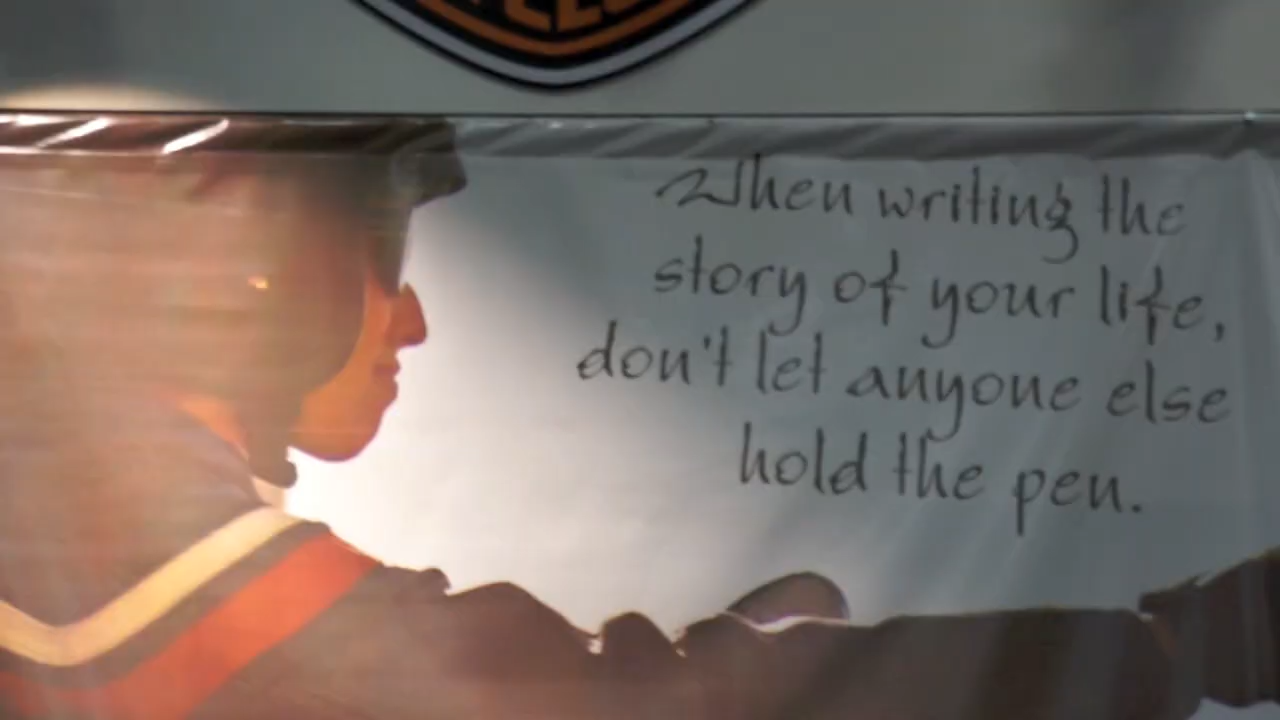 When writing the
story of your life,
don't let anyone else
hold the pen.